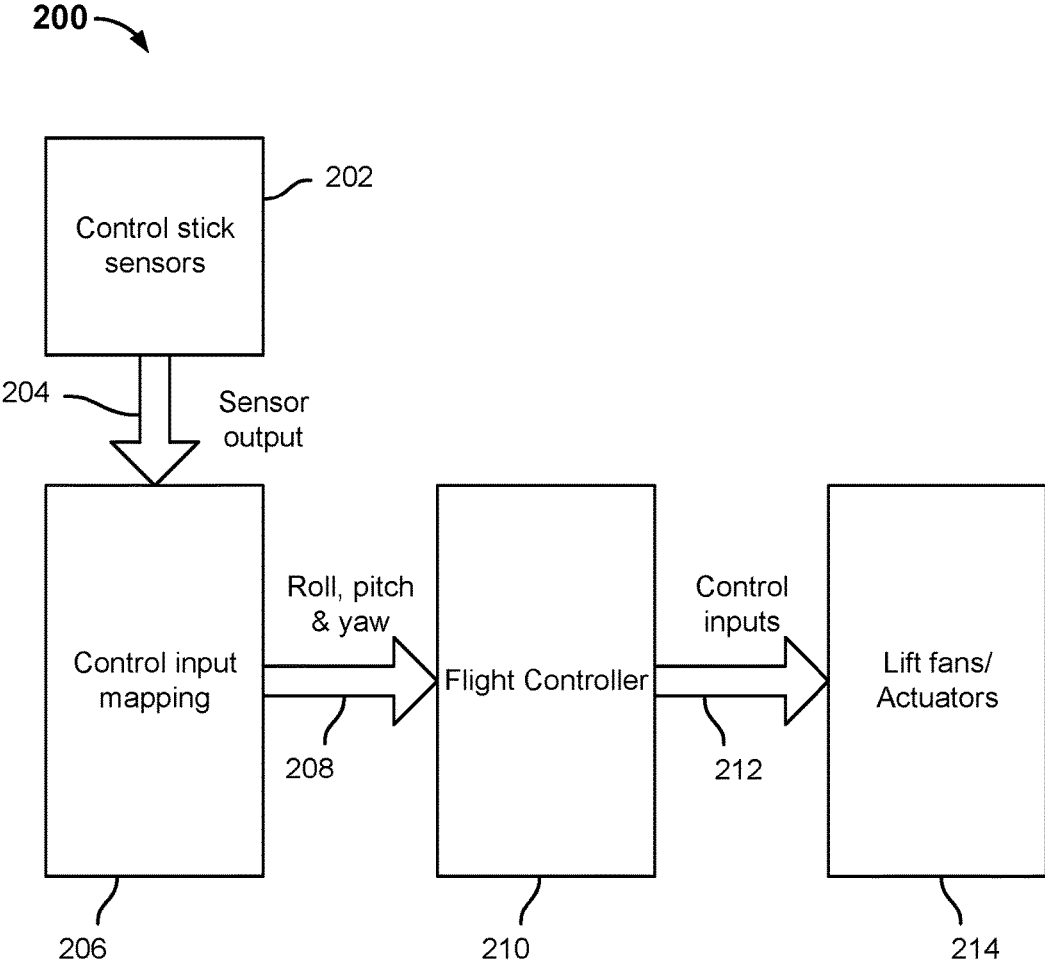 200
Control stick
sensors
202
204
Sensor
output
Control input
mapping
206
Roll, pitch
& yaw
208
Flight Controller
210
Control
inputs
212
Lift fans/
Actuators
214